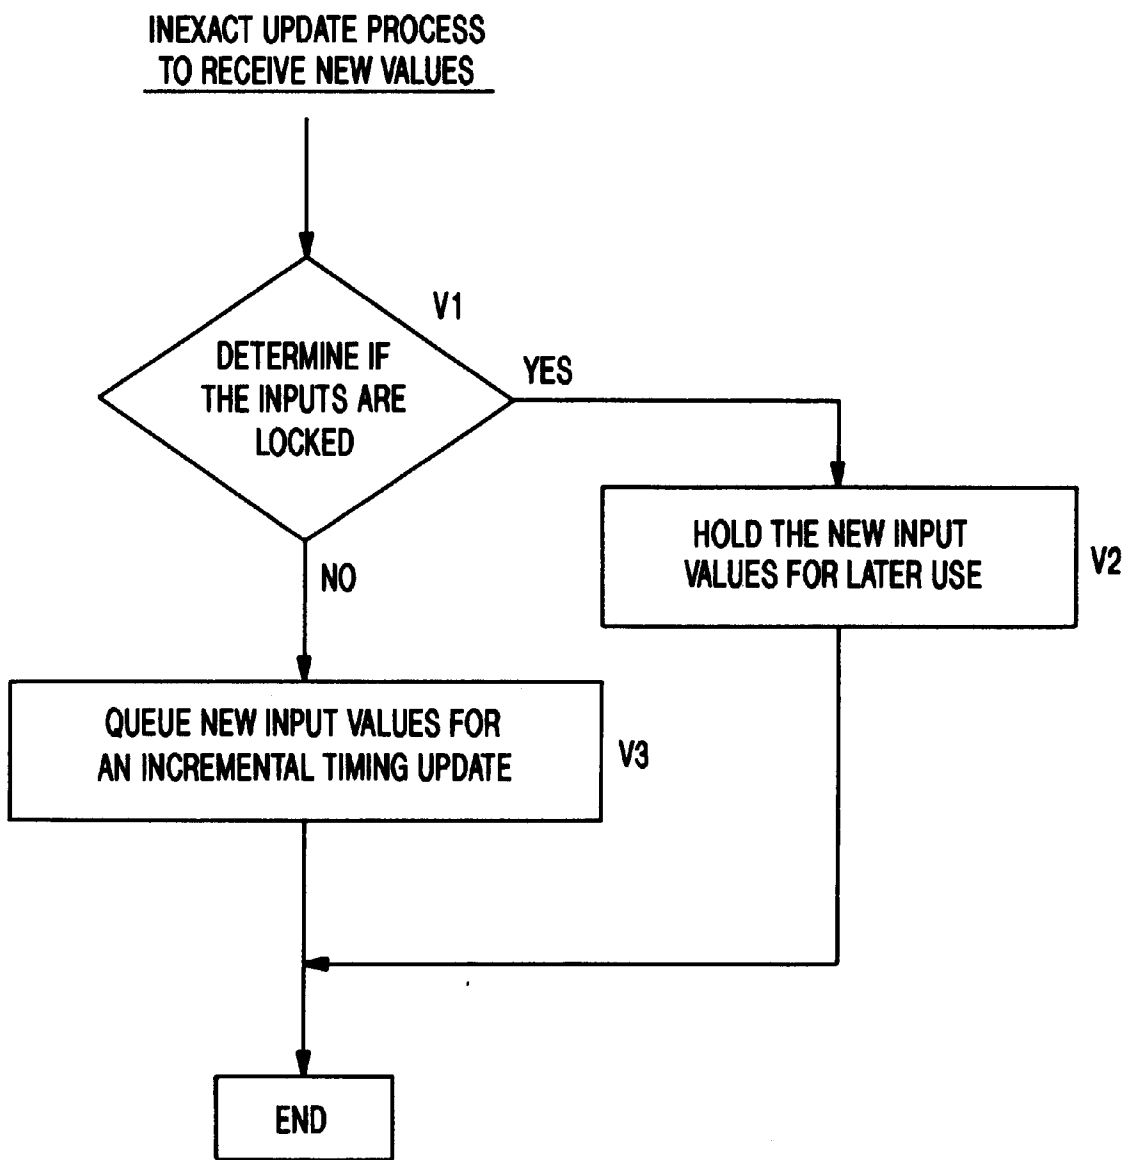 INEXACT UPDATE PROCESS
TO RECEIVE NEW VALUES
V1
DETERMINE IF
THE INPUTS ARE
LOCKED
YES
HOLD THE NEW INPUT
VALUES FOR LATER USE
V2
NO
QUEUE NEW INPUT VALUES FOR
AN INCREMENTAL TIMING UPDATE
V3
END